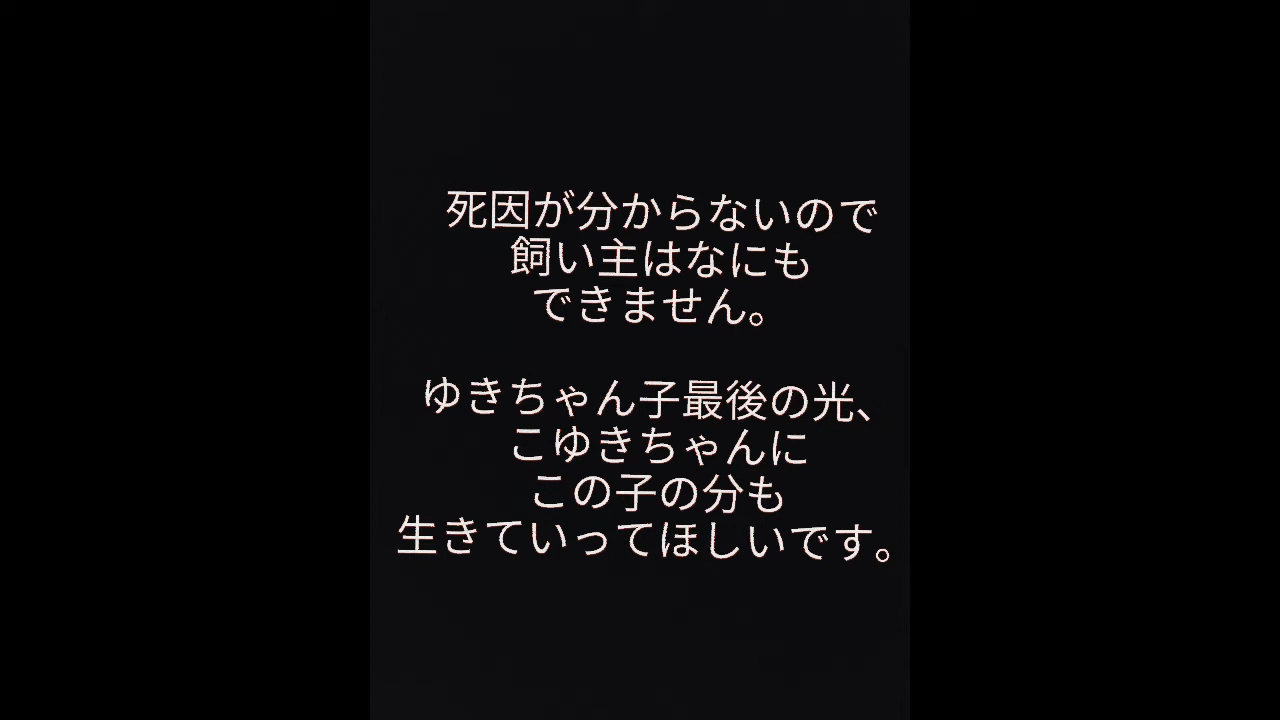 死因が分からないので
飼い主はなにも
できません。
ゆきちゃん子最後の光、
こゆきちゃんに
この子の分も
生きていってほしいです。